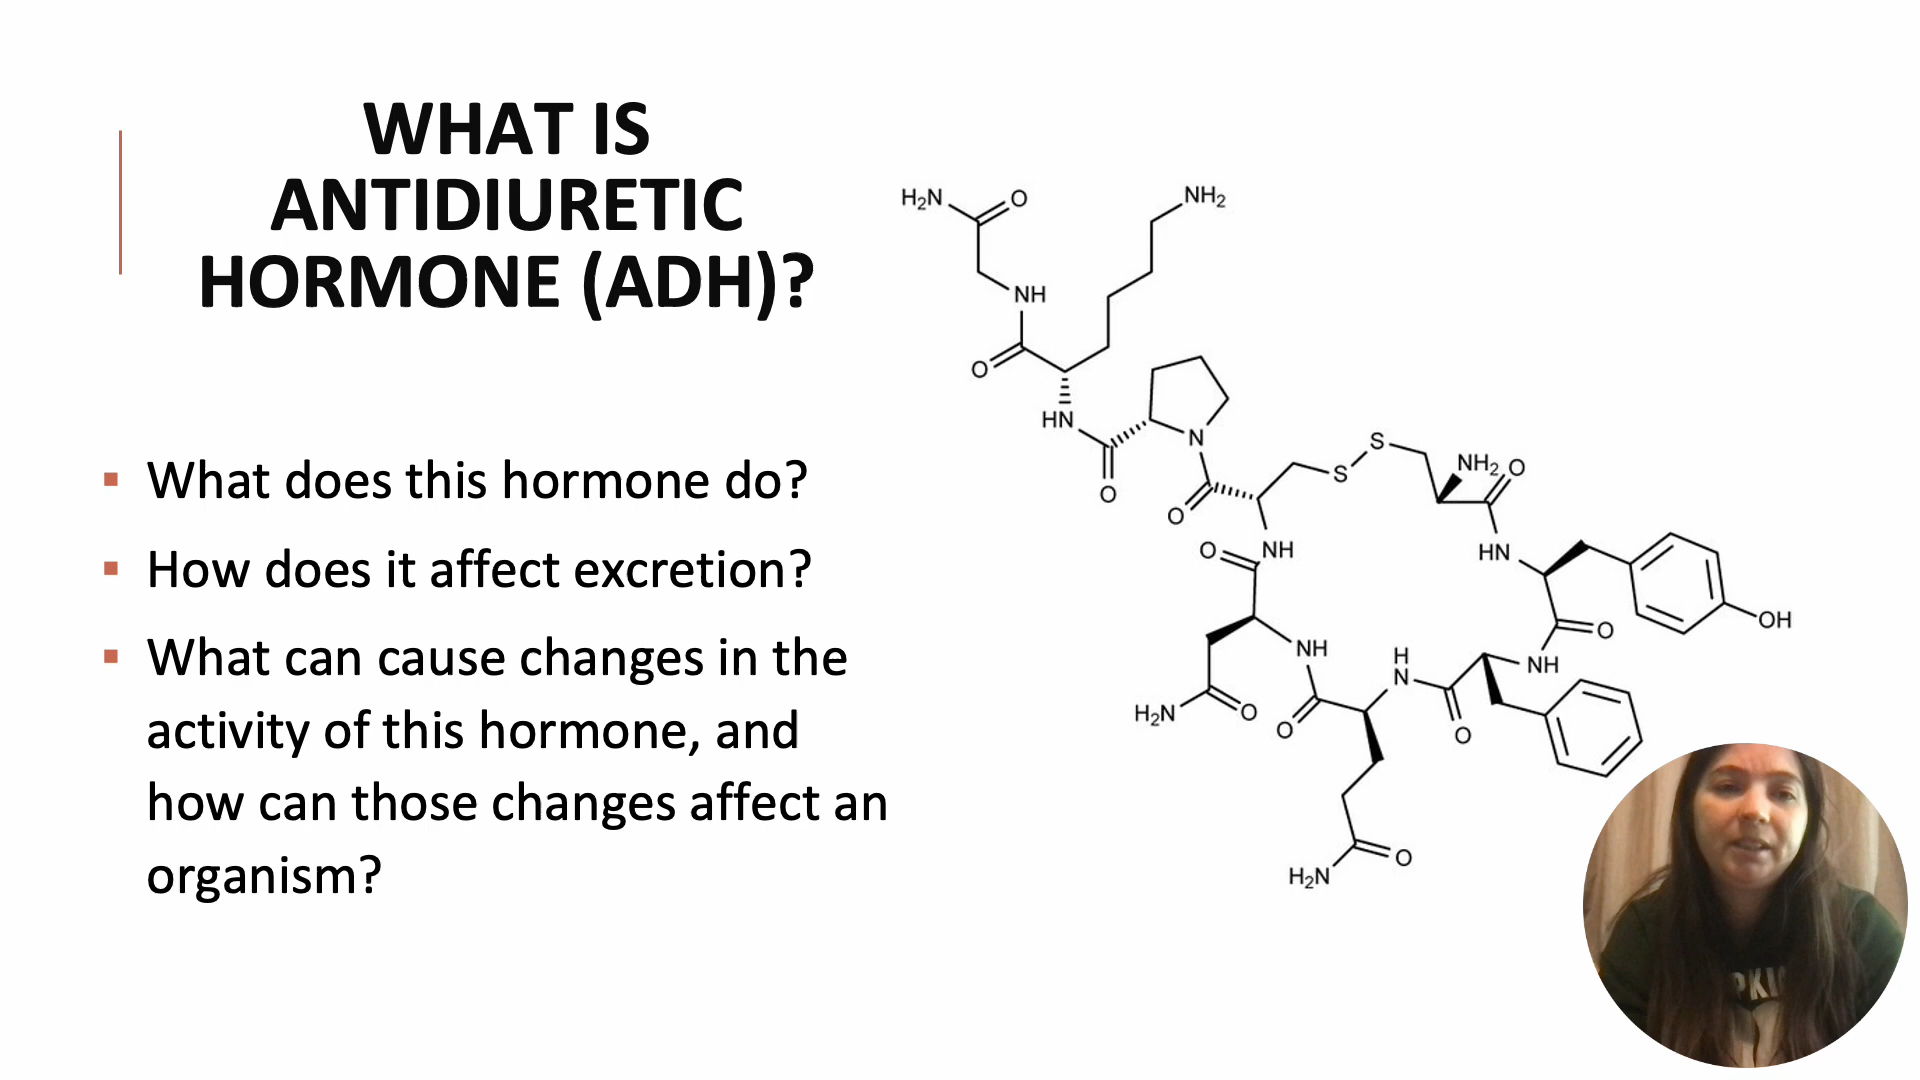 WHAT IS
ANTIDIURETIC
HORMONE (ADH)?
▪ What does this hormone do?
▪ How does it affect excretion?
▪ What can cause changes in the
activity of this hormone, and
how can those changes affect an
organism?
H₂N
O
NH₂
NH
O
HN
O
N
O
S
S
NH₂
O
NH
O
HN
OH
O
NH
NH
H
N
O
H₂N
O
O
O
H₂N
PKI